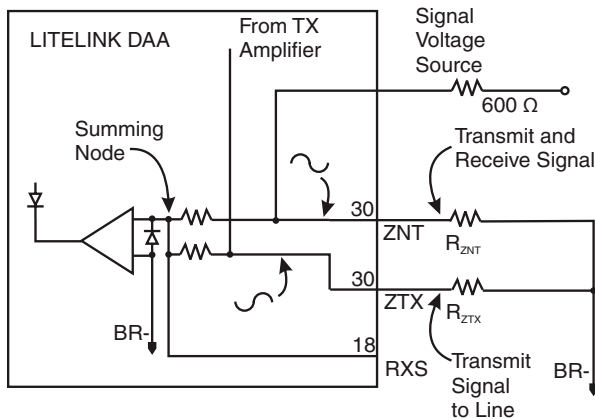 LITELINK DAA
From TX
Amplifier
Signal
Voltage
Source
600 Ω
Summing
Node
Transmit and
Receive Signal
30
ZNT
R_ZNT
30
ZTX
R_ZTX
BR-
18
RXS
Transmit
Signal
to Line
BR-